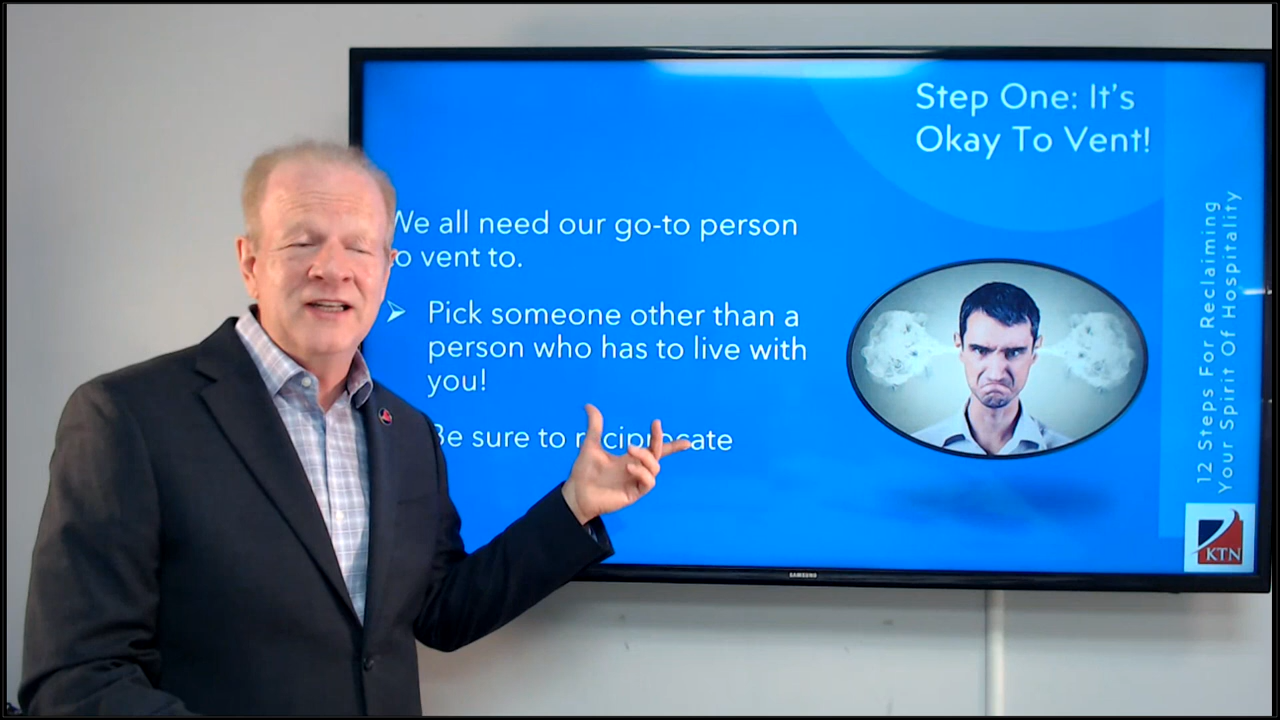 Step One: It's
Okay To Vent!
We all need our go-to person
to vent to.
Pick someone other than a
person who has to live with
you!
Be sure to reciprocate
12 Steps For Reclaiming
Your Spirit Of Hospitality
KTN
SAMSUNG